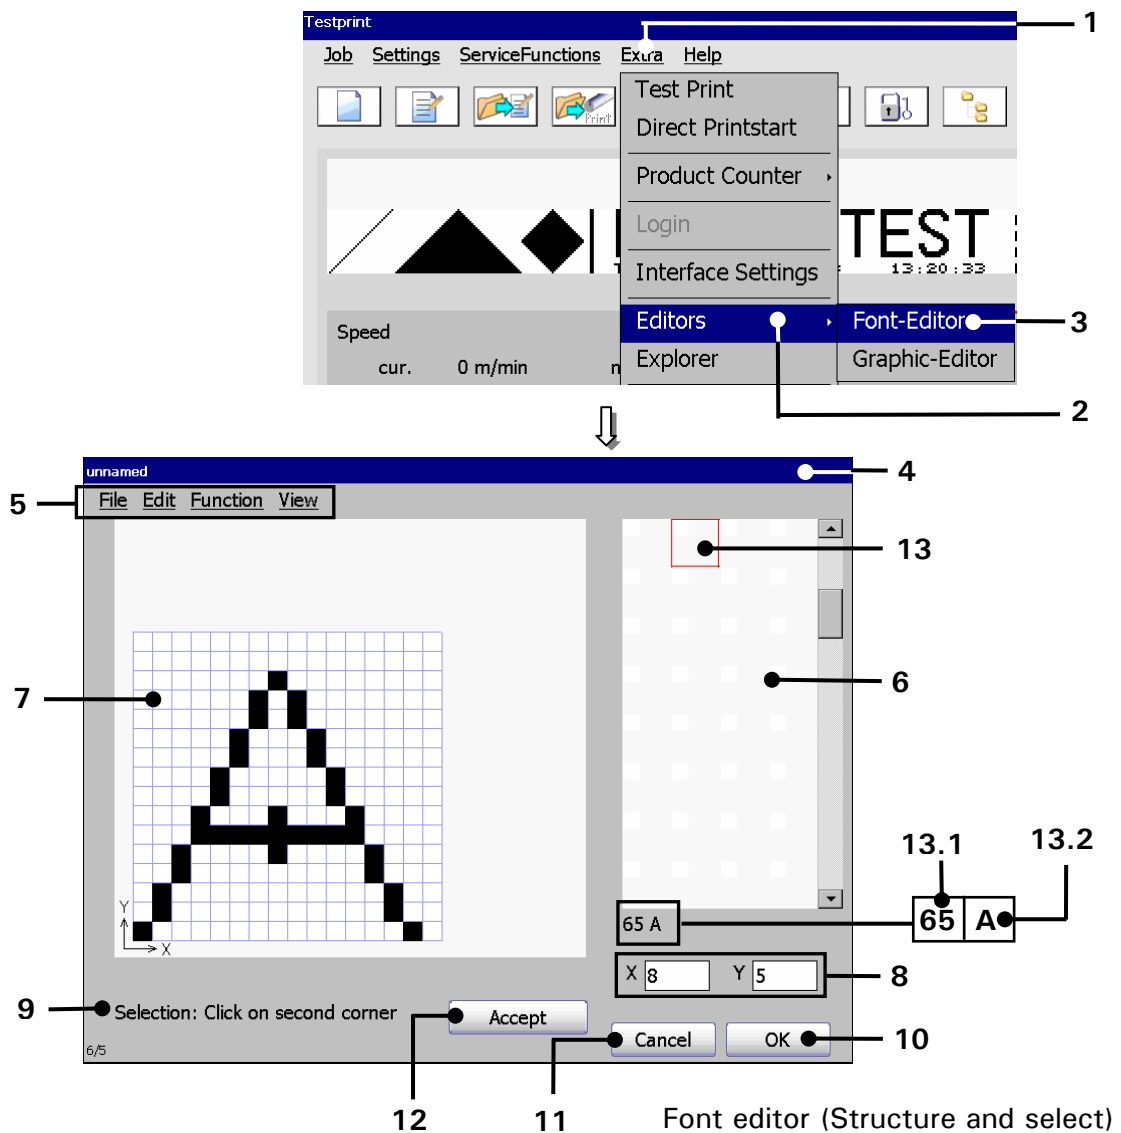 Testprint
1
Job Settings ServiceFunctions Extra Help
Test Print
Print
Direct Printstart
Product Counter
Login
TEST
13:20:33
Interface Settings
Speed
Editors
Font-Editor
3
cur. 0 m/min
Explorer
Graphic-Editor
2
unnamed
4
5
File Edit Function View
13
7
6
13.1
13.2
Y
X
65 A
65 A
X 8 Y 5
8
9
Selection: Click on second corner
Accept
Cancel
OK
10
6/5
12
11
Font editor (Structure and select)